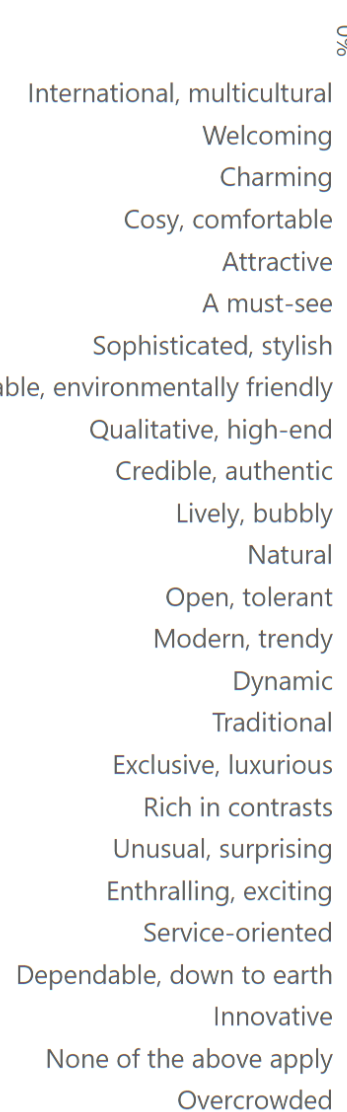 0%
International, multicultural
Welcoming
Charming
Cosy, comfortable
Attractive
A must-see
Sophisticated, stylish
able, environmentally friendly
Qualitative, high-end
Credible, authentic
Lively, bubbly
Natural
Open, tolerant
Modern, trendy
Dynamic
Traditional
Exclusive, luxurious
Rich in contrasts
Unusual, surprising
Enthralling, exciting
Service-oriented
Dependable, down to earth
Innovative
None of the above apply
Overcrowded